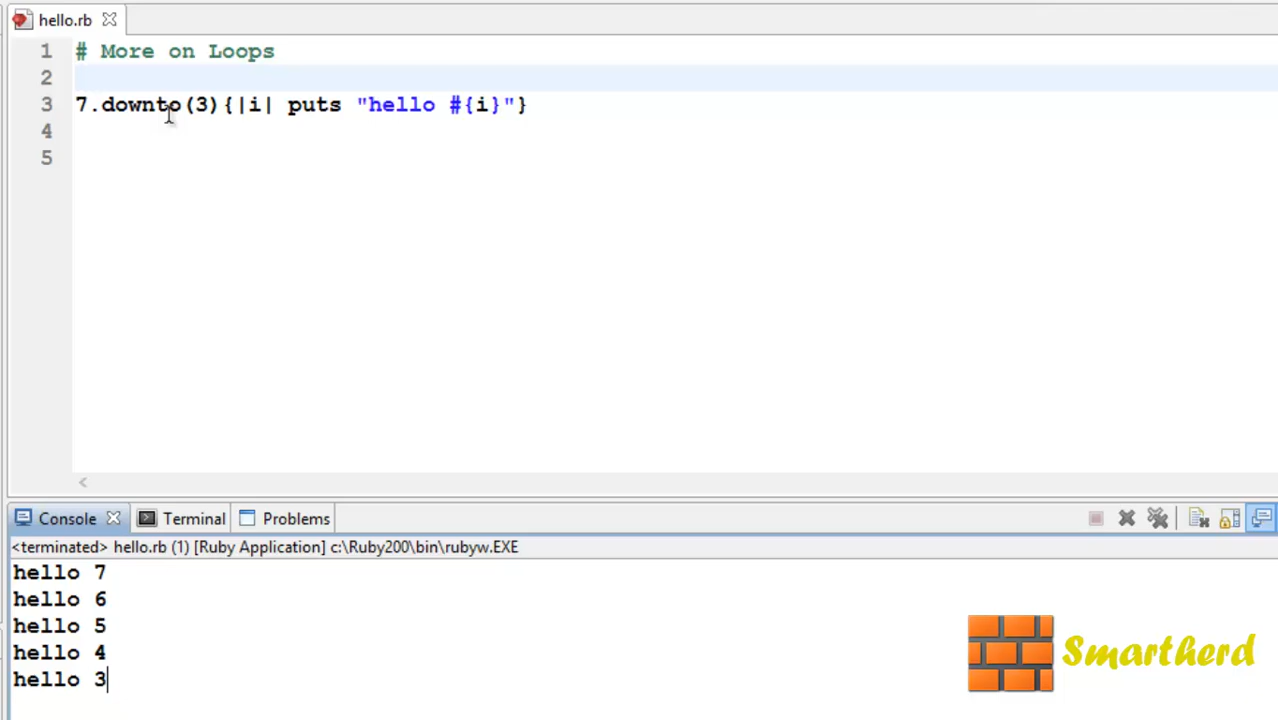 hello.rb
1 # More on Loops
2
3 7.downto(3){|i| puts "hello #{i}"}
4
5
Console Terminal Problems
<terminated> hello.rb (1) [Ruby Application] c:\Ruby200\bin\rubyw.EXE
hello 7
hello 6
hello 5
hello 4
hello 3
Smartherd